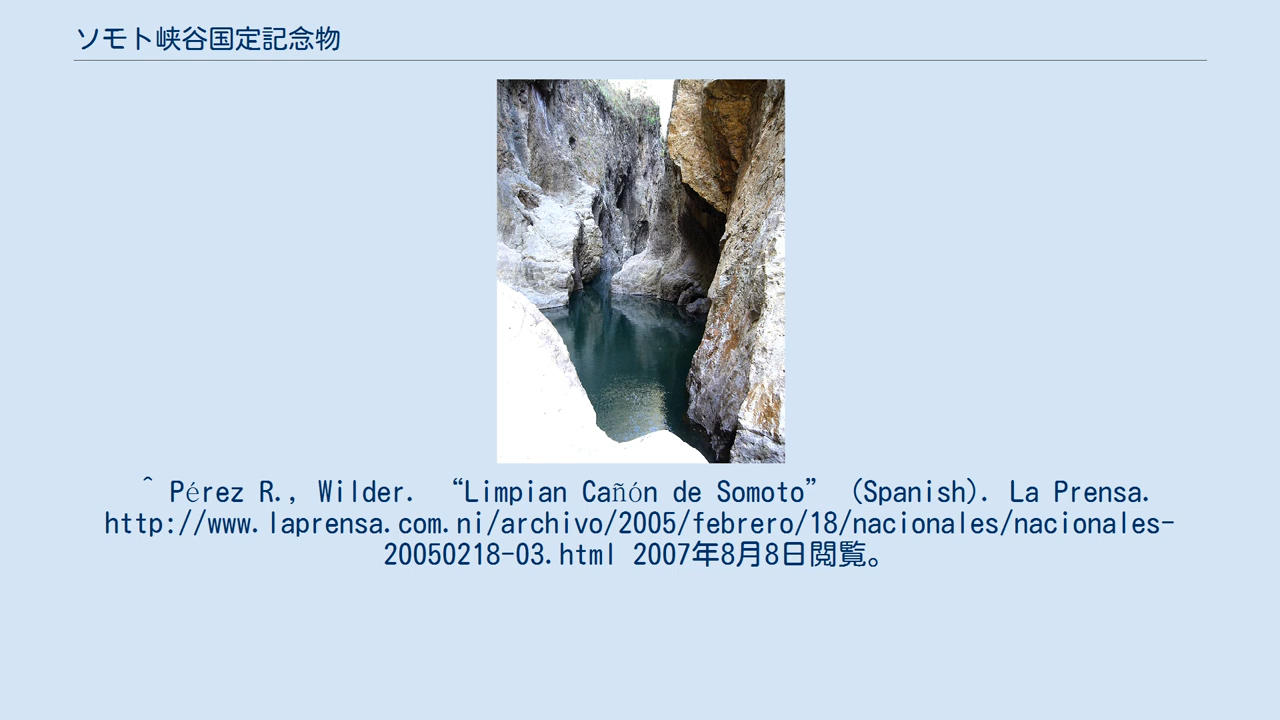 ソモト峡谷国定記念物
^ Pérez R., Wilder. “Limpian Cañón de Somoto” (Spanish). La Prensa.
http://www.laprensa.com.ni/archivo/2005/febrero/18/nacionales/nacionales-
20050218-03.html 2007年8月8日閲覧。